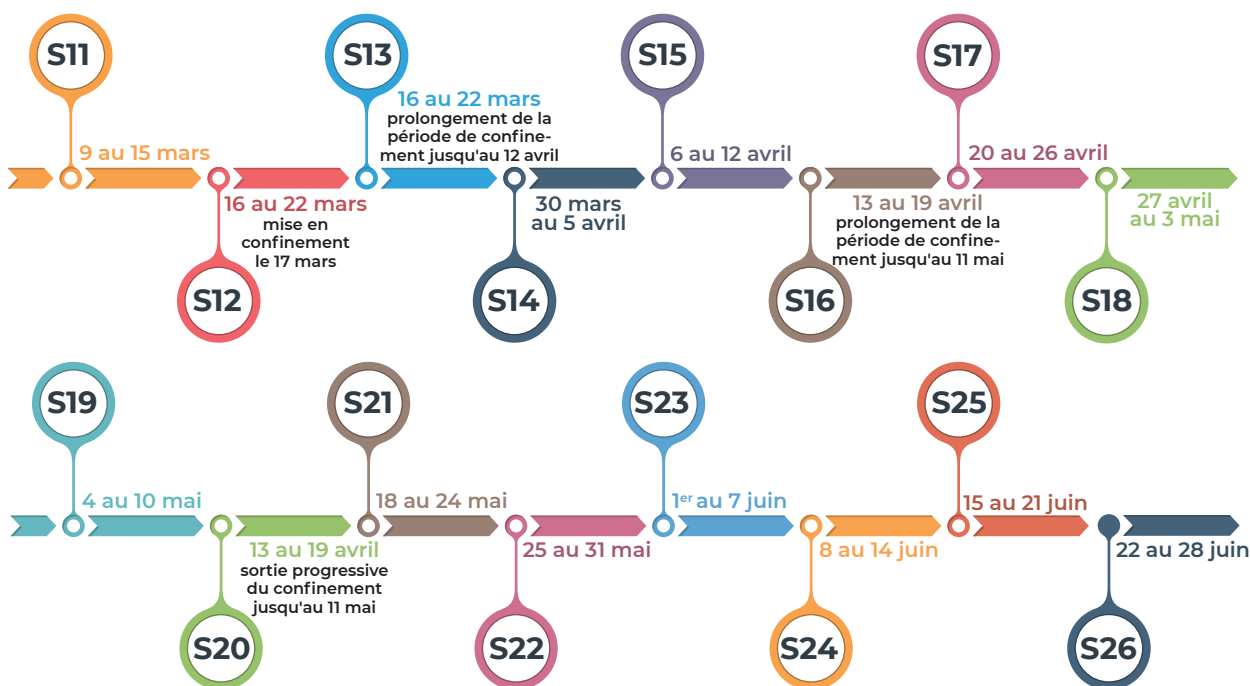 S11
9 au 15 mars
S12
16 au 22 mars
mise en
confinement
le 17 mars
S13
16 au 22 mars
prolongement de la
période de confine-
ment jusqu'au 12 avril
S14
30 mars
au 5 avril
S15
6 au 12 avril
S16
13 au 19 avril
prolongement de la
période de confine-
ment jusqu'au 11 mai
S17
20 au 26 avril
S18
27 avril
au 3 mai
S19
4 au 10 mai
S20
13 au 19 avril
sortie progressive
du confinement
jusqu'au 11 mai
S21
18 au 24 mai
S22
25 au 31 mai
S23
1er au 7 juin
S24
8 au 14 juin
S25
15 au 21 juin
S26
22 au 28 juin